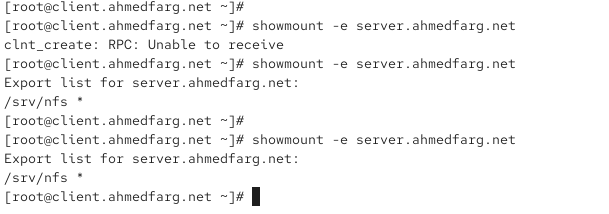 [root@client.ahmedfarg.net ~]#
[root@client.ahmedfarg.net ~]# showmount -e server.ahmedfarg.net
clnt_create: RPC: Unable to receive
[root@client.ahmedfarg.net ~]# showmount -e server.ahmedfarg.net
Export list for server.ahmedfarg.net:
/srv/nfs *
[root@client.ahmedfarg.net ~]#
[root@client.ahmedfarg.net ~]# showmount -e server.ahmedfarg.net
Export list for server.ahmedfarg.net:
/srv/nfs *
[root@client.ahmedfarg.net ~]#